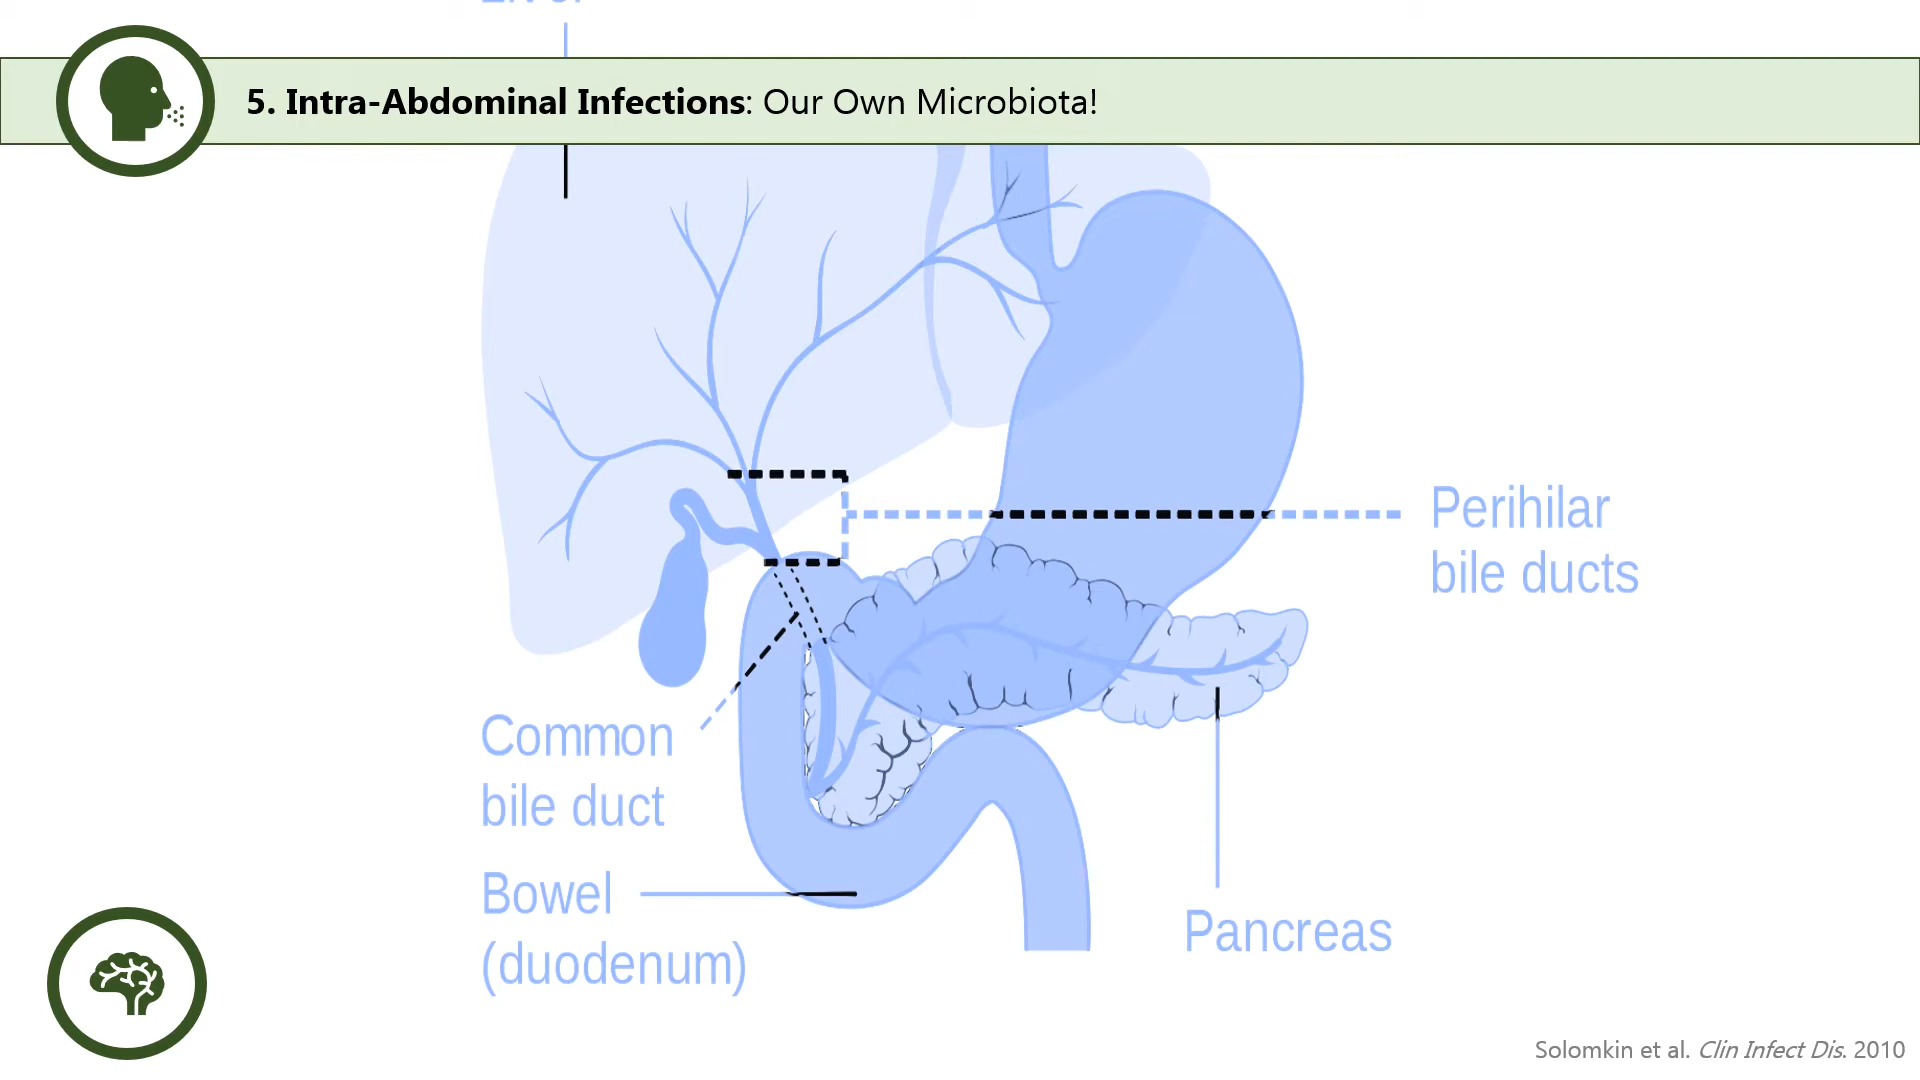 5. Intra-Abdominal Infections: Our Own Microbiota!
Perihilar
bile ducts
Common
bile duct
Bowel
(duodenum)
Pancreas
Solomkin et al. Clin Infect Dis. 2010